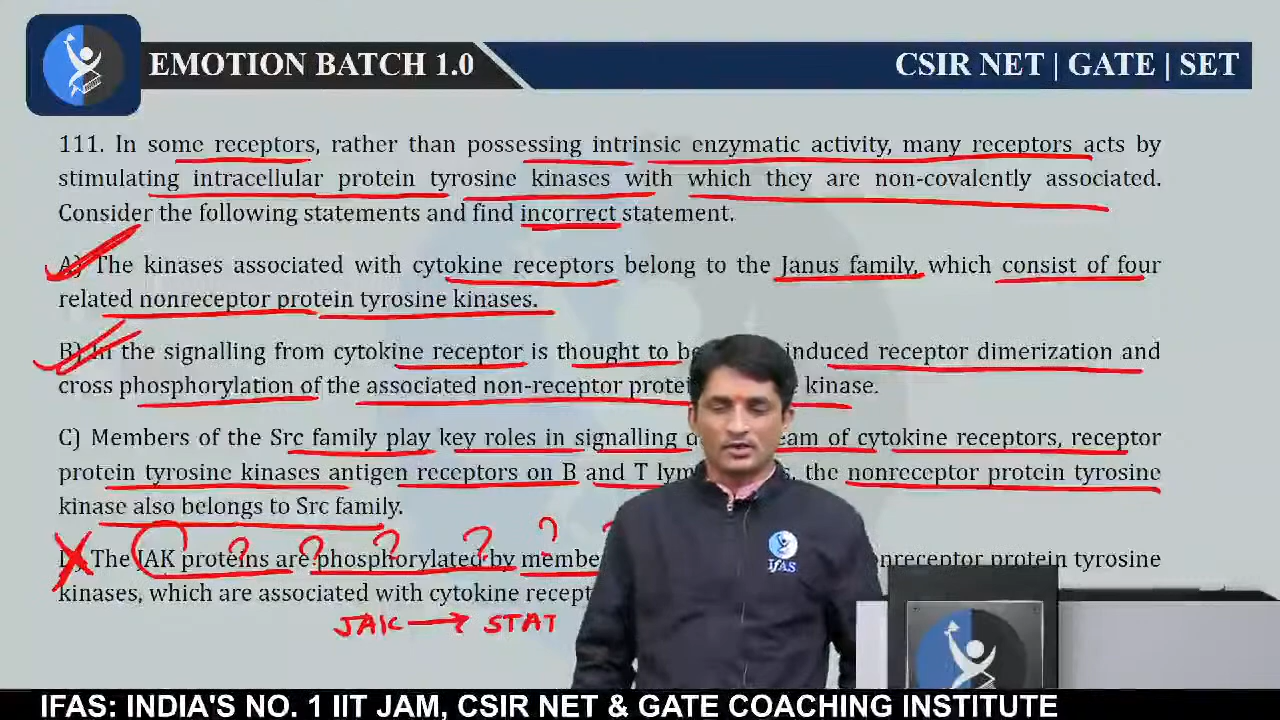 EMOTION BATCH 1.0
CSIR NET | GATE | SET
111. In some receptors, rather than possessing intrinsic enzymatic activity, many receptors acts by
stimulating intracellular protein tyrosine kinases with which they are non-covalently associated.
Consider the following statements and find incorrect statement.
A) The kinases associated with cytokine receptors belong to the Janus family, which consist of four
related nonreceptor protein tyrosine kinases.
B) In the signalling from cytokine receptor is thought to be induced receptor dimerization and
cross phosphorylation of the associated non-receptor protein kinase.
C) Members of the Src family play key roles in signalling of cytokine receptors, receptor
protein tyrosine kinases antigen receptors on B and T the nonreceptor protein tyrosine
kinase also belongs to Src family.
? ? ? ? ?
D) The JAK proteins are phosphorylated by protein tyrosine
kinases, which are associated with cytokine
JAK → STAT
IFAS
IFAS: INDIA'S NO. 1 IIT JAM, CSIR NET & GATE COACHING INSTITUTE